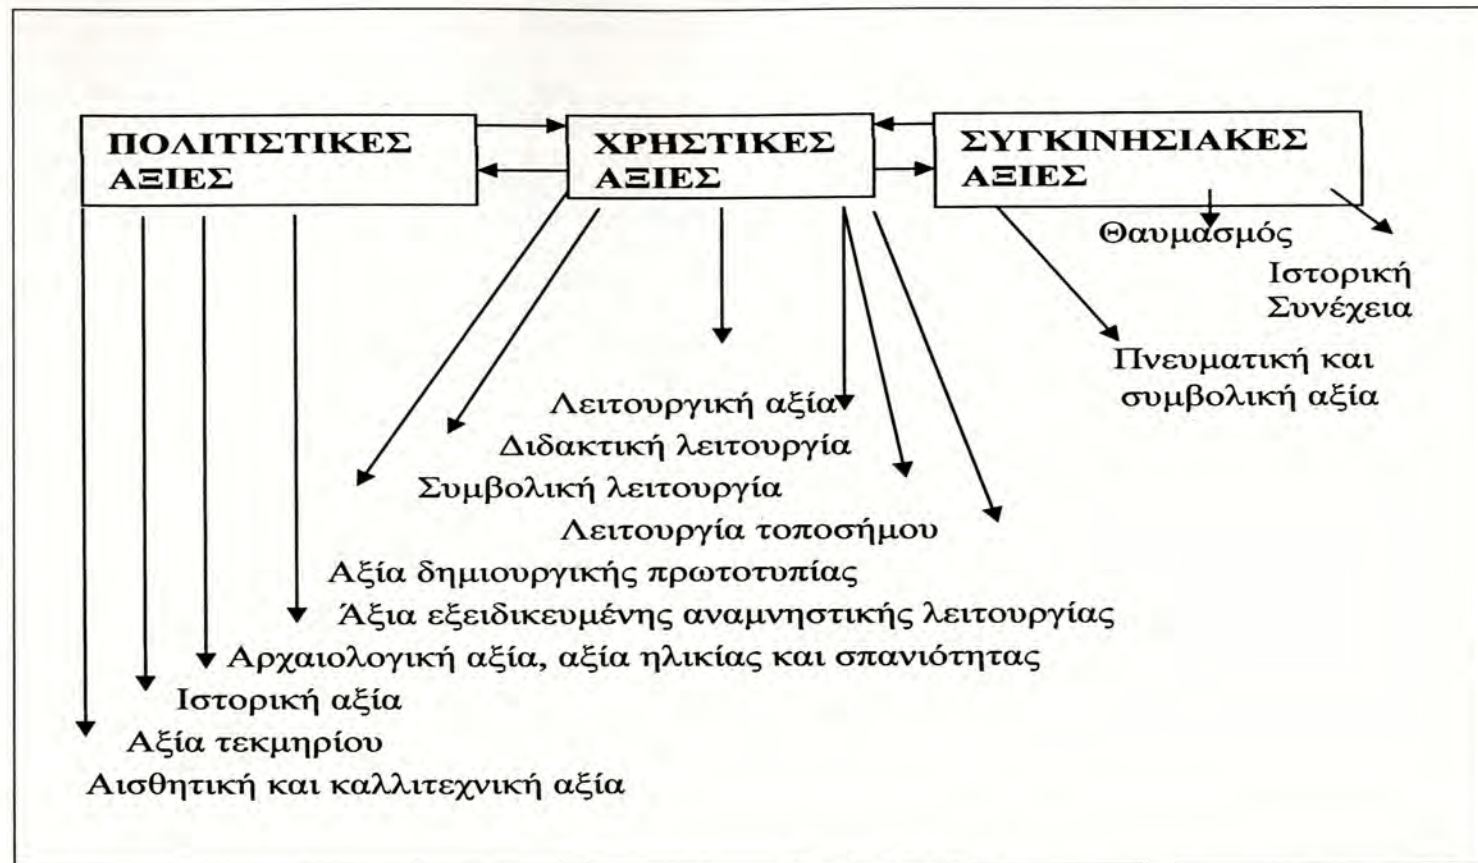 ΠΟΛΙΤΙΣΤΙΚΕΣ
ΑΞΙΕΣ
ΧΡΗΣΤΙΚΕΣ
ΑΞΙΕΣ
ΣΥΓΚΙΝΗΣΙΑΚΕΣ
ΑΞΙΕΣ
Θαυμασμός
Ιστορική
Συνέχεια
Πνευματική και
συμβολική αξία
Λειτουργική αξία
Διδακτική λειτουργία
Συμβολική λειτουργία
Λειτουργία τοποσήμου
Αξία δημιουργικής πρωτοτυπίας
Άξια εξειδικευμένης αναμνηστικής λειτουργίας
Αρχαιολογική αξία, αξία ηλικίας και σπανιότητας
Ιστορική αξία
Αξία τεκμηρίου
Αισθητική και καλλιτεχνική αξία